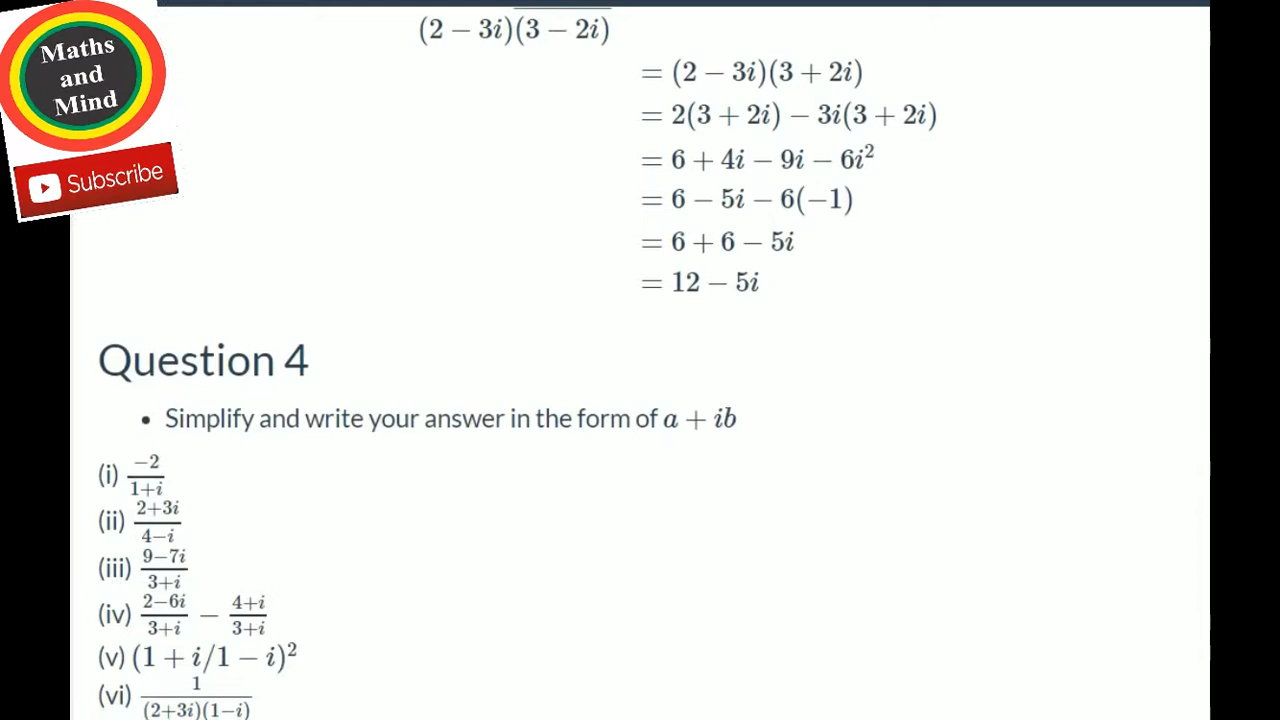 Maths
and
Mind
Subscribe
(2 − 3i)(3 − 2i)̅
= (2 − 3i)(3 + 2i)
= 2(3 + 2i) − 3i(3 + 2i)
= 6 + 4i − 9i − 6i²
= 6 − 5i − 6(−1)
= 6 + 6 − 5i
= 12 − 5i
Question 4
• Simplify and write your answer in the form of a + ib
(i) −2/1+i
(ii) 2+3i/4−i
(iii) 9−7i/3+i
(iv) 2−6i/3+i − 4+i/3+i
(v) (1 + i/1 − i)²
(vi) 1/(2+3i)(1−i)